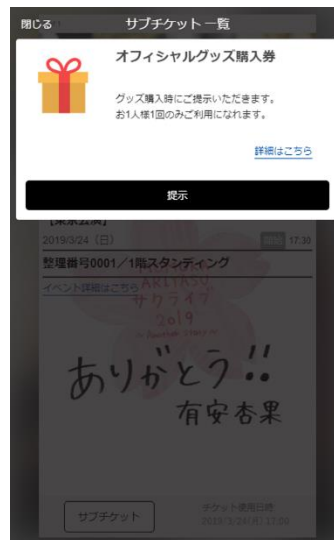 閉じる
サブチケット一覧
オフィシャルグッズ購入券
グッズ購入時にご提示いただきます。
お1人様1回のみご利用になれます。
詳細はこちら
提示
【東京公演】
2019/3/24（日）
17:30
整理番号0001／1階スタンディング
イベント詳細はこちら
ARIYASU
サクライブ
2019
ありがとう!!
有安杏果
サブチケット
チケット使用日時